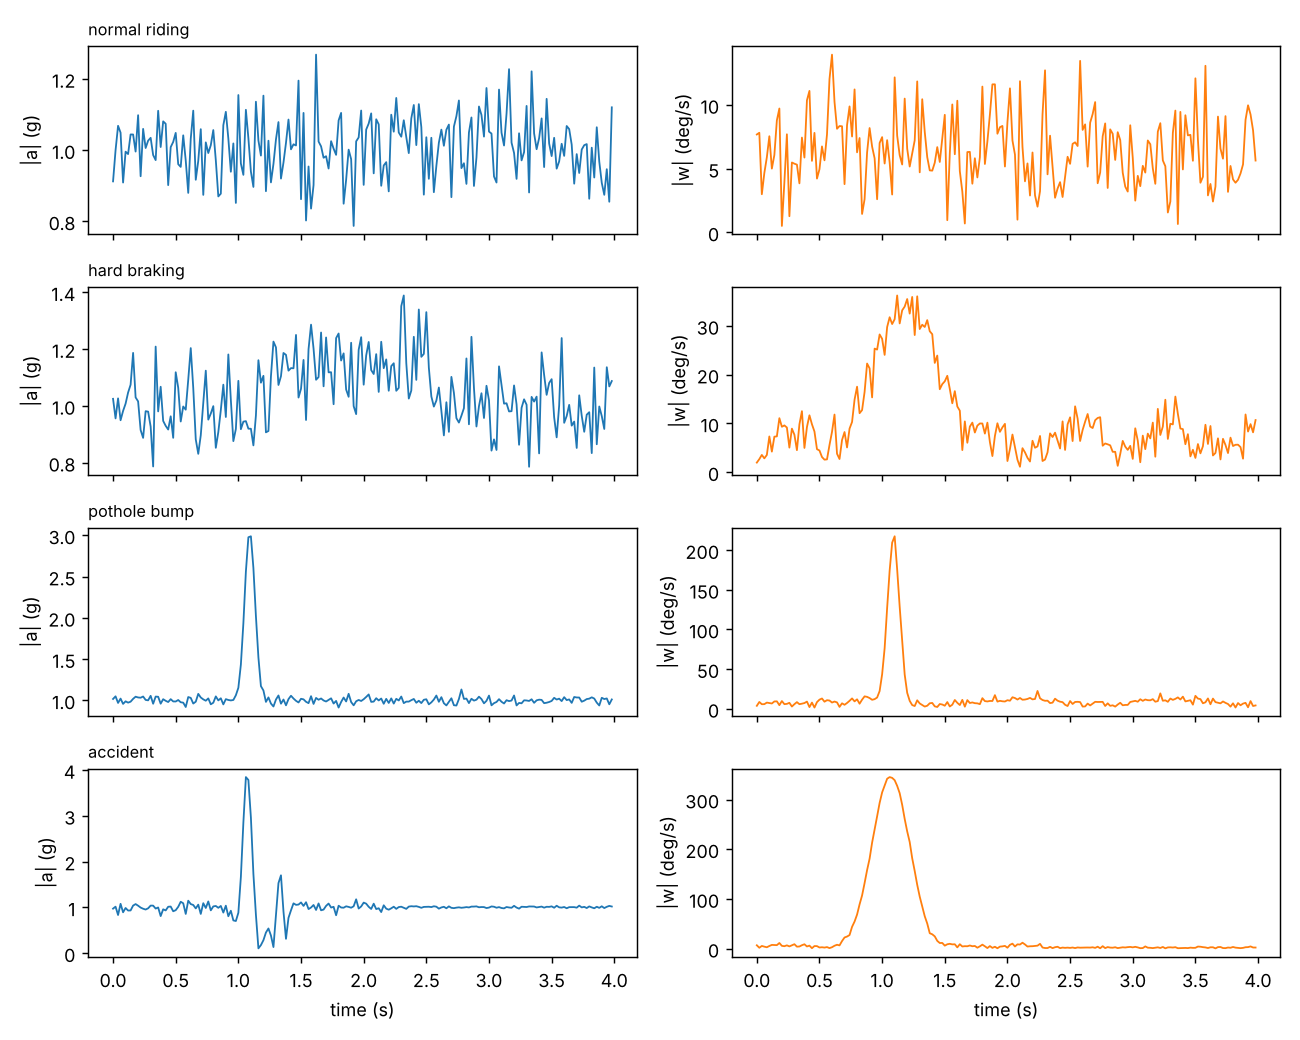 normal riding
|a| (g)
1.2
1.0
0.8
|w| (deg/s)
10
5
0
hard braking
|a| (g)
1.4
1.2
1.0
0.8
|w| (deg/s)
30
20
10
0
pothole bump
|a| (g)
3.0
2.5
2.0
1.5
1.0
|w| (deg/s)
200
150
100
50
0
accident
|a| (g)
4
3
2
1
0
|w| (deg/s)
300
200
100
0
0.0 0.5 1.0 1.5 2.0 2.5 3.0 3.5 4.0
time (s)
0.0 0.5 1.0 1.5 2.0 2.5 3.0 3.5 4.0
time (s)